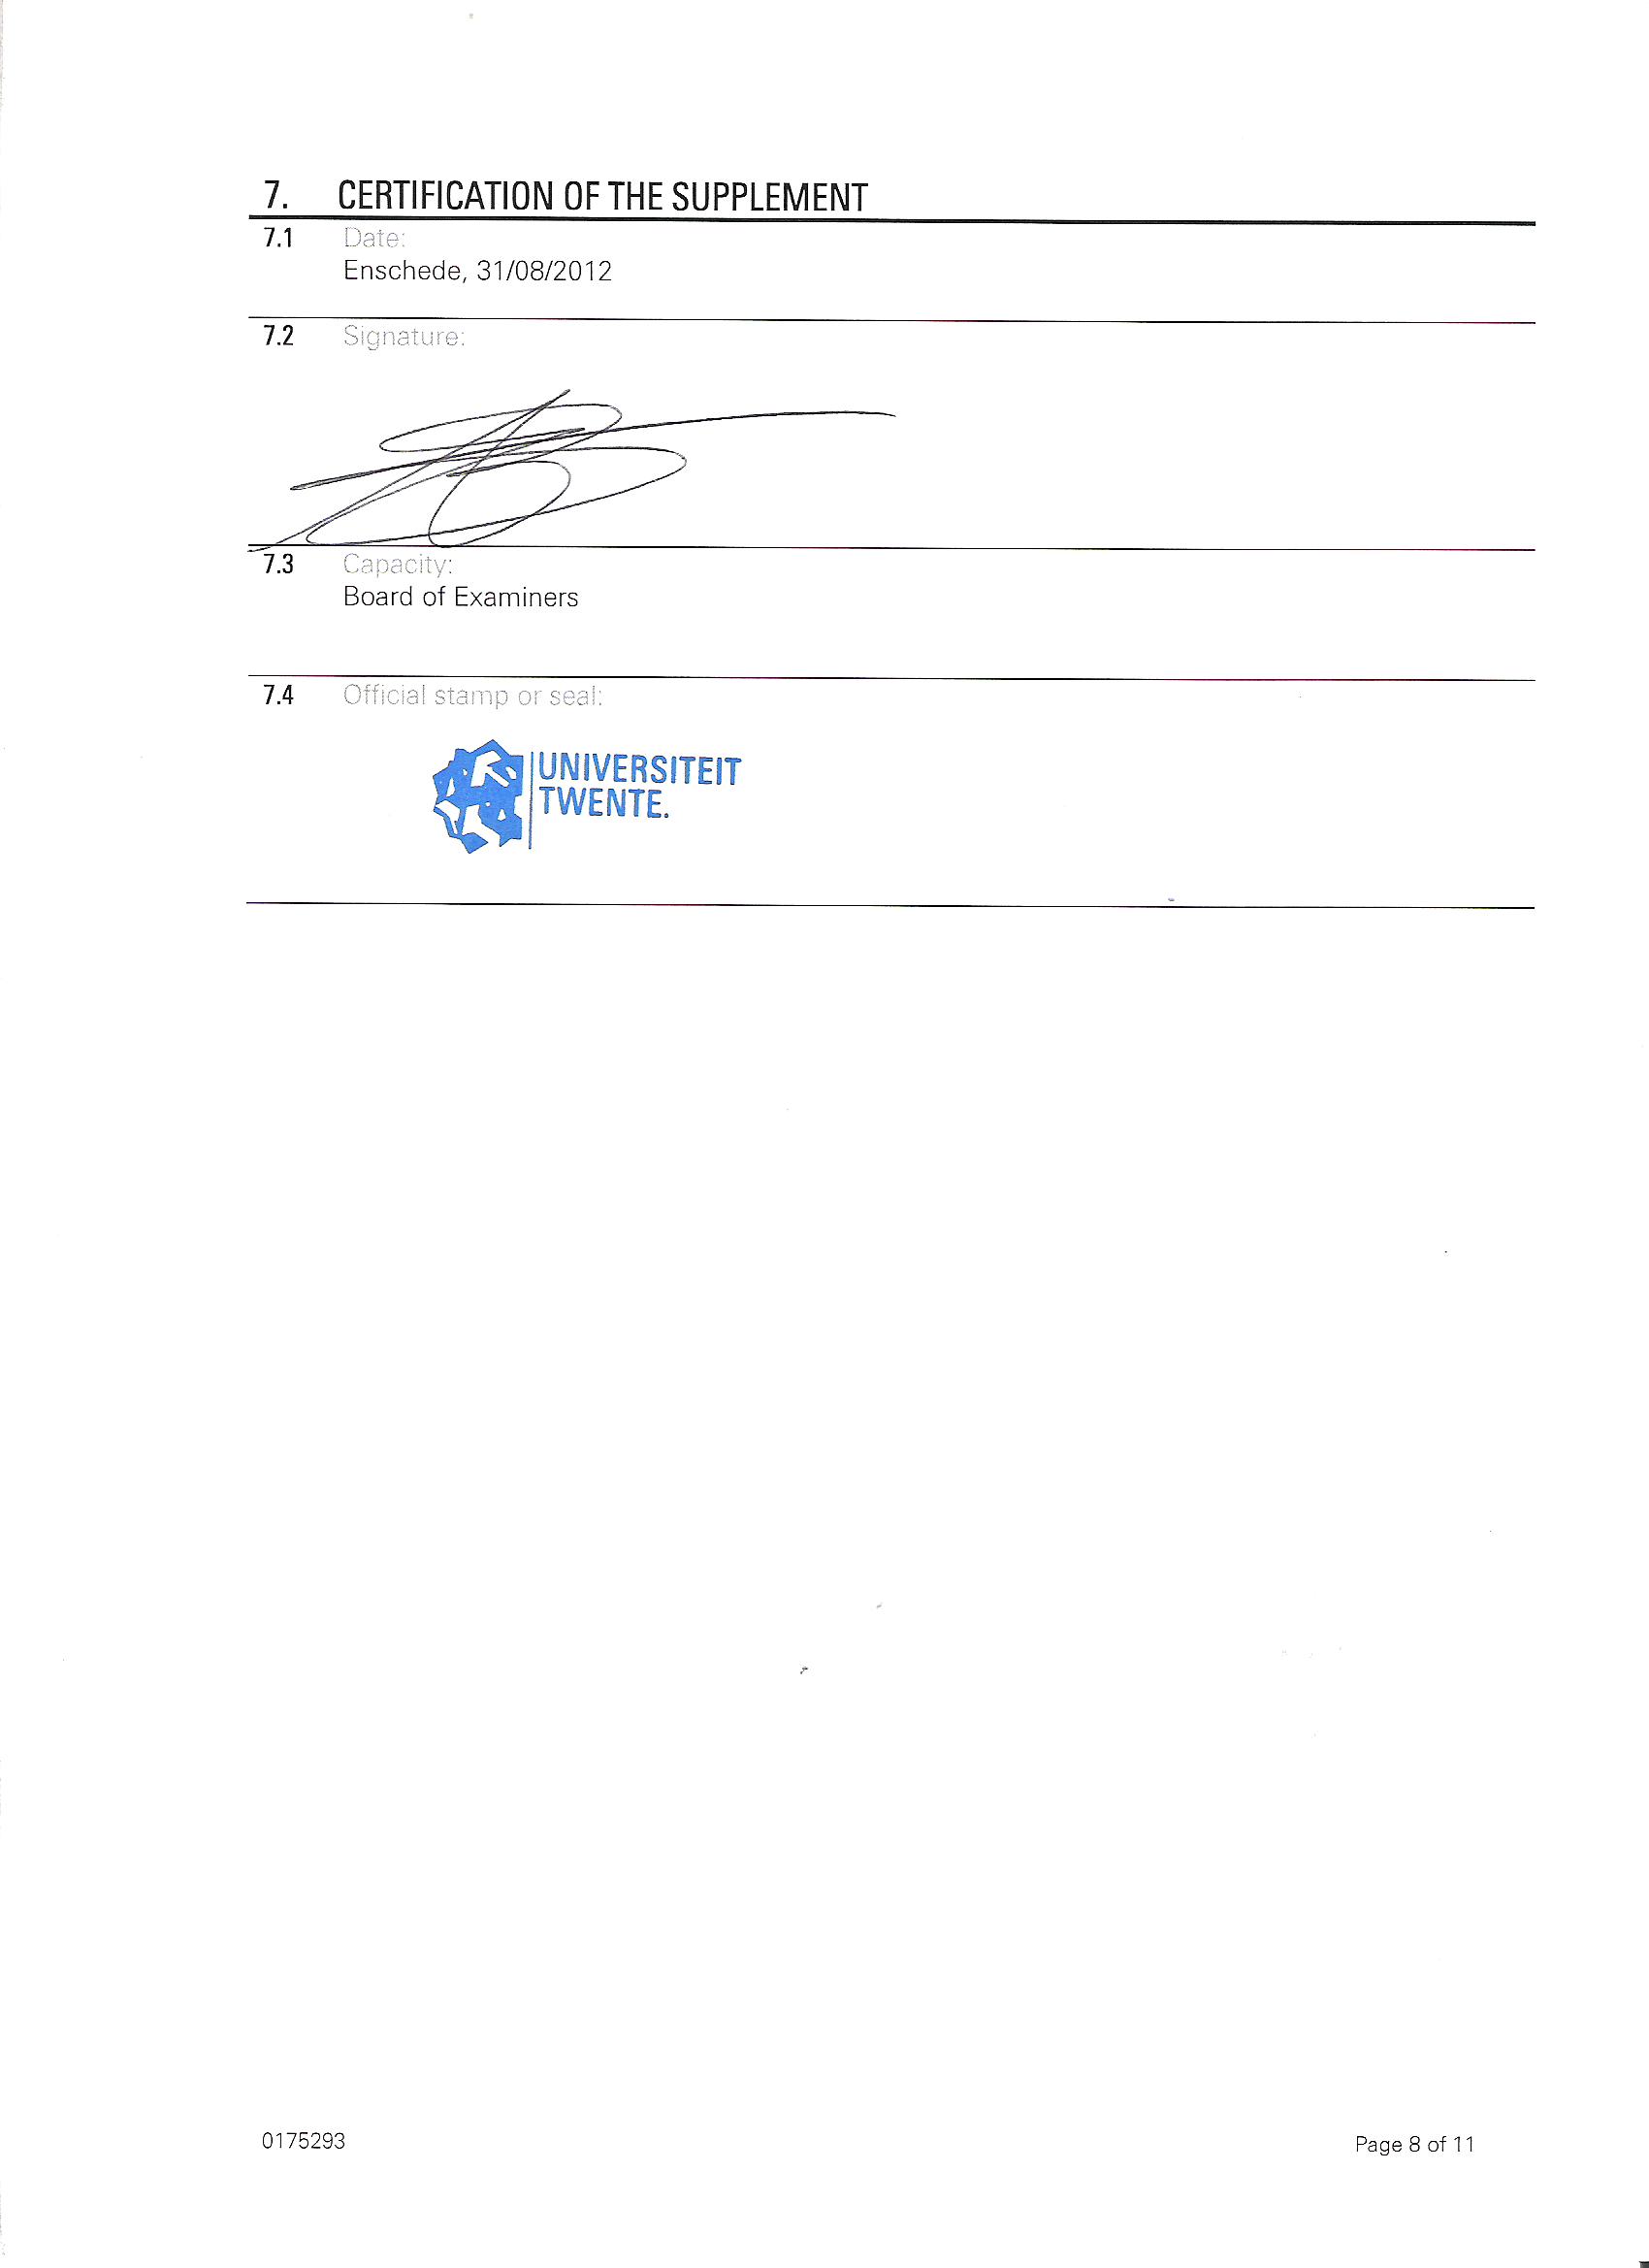 7. CERTIFICATION OF THE SUPPLEMENT
7.1 Date:
Enschede, 31/08/2012
7.2 Signature:
7.3 Capacity:
Board of Examiners
7.4 Official stamp or seal:
UNIVERSITEIT
TWENTE.
0175293
Page 8 of 11